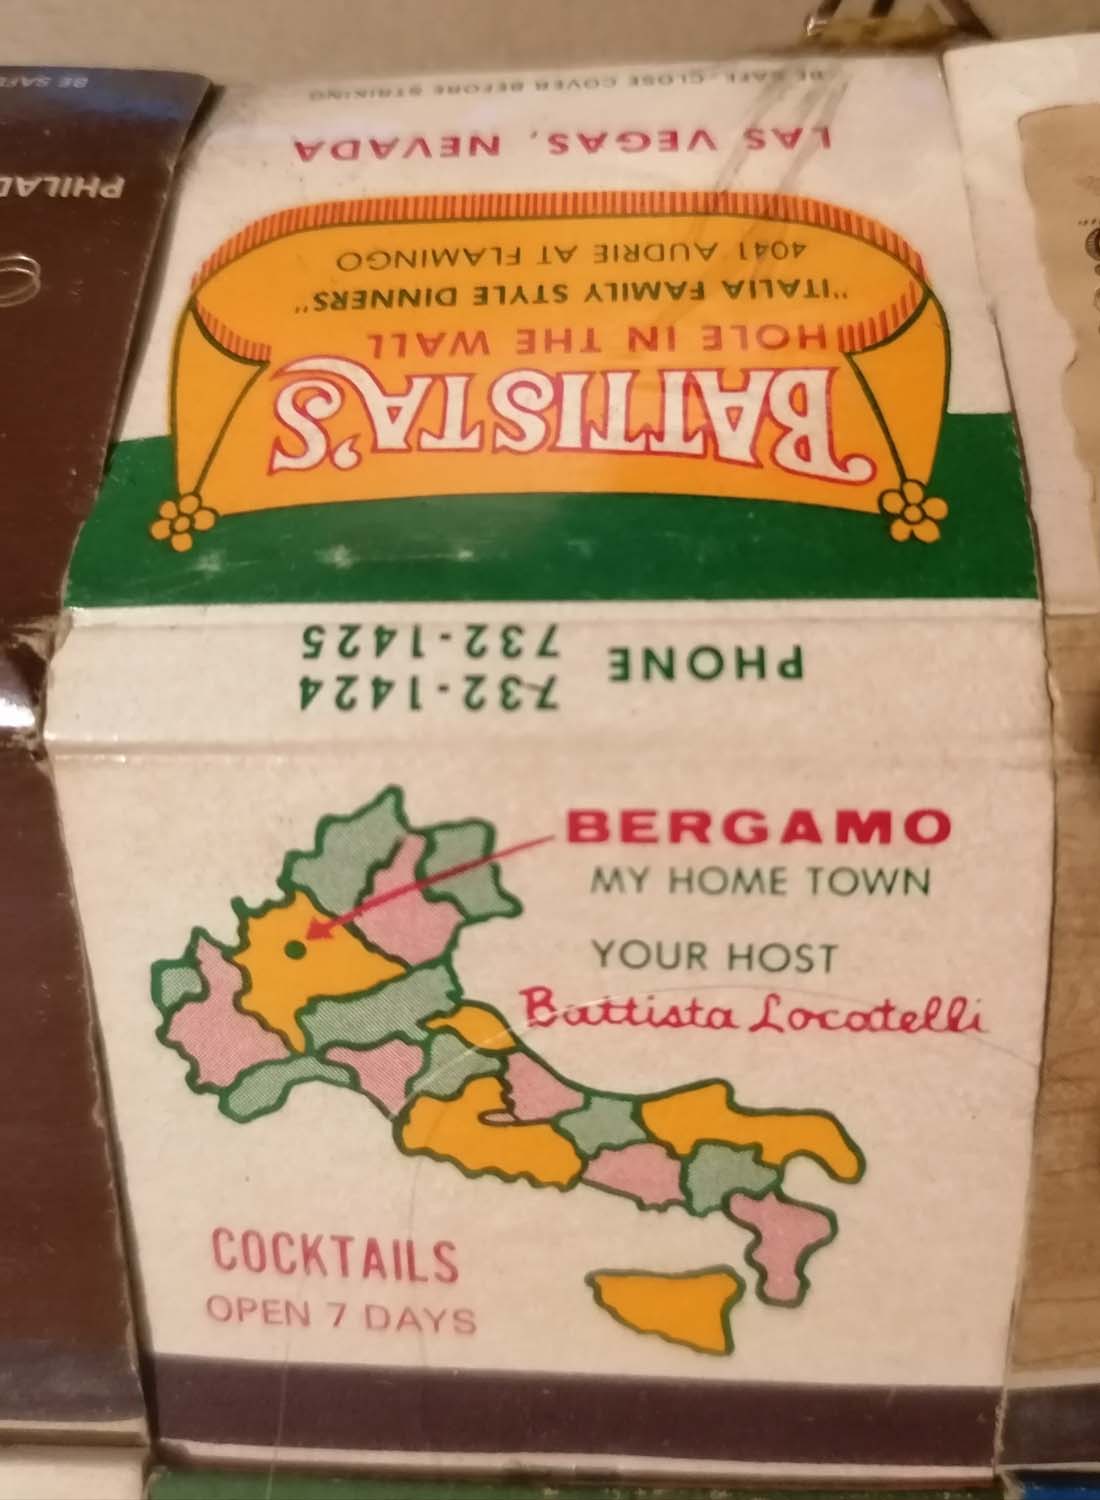 BE SAFE-CLOSE COVER BEFORE STRIKING
LAS VEGAS, NEVADA
4041 AUDRIE AT FLAMINGO
"ITALIA FAMILY STYLE DINNERS"
HOLE IN THE WALL
BATTISTA'S
PHONE
732-1425
732-1424
BERGAMO
MY HOME TOWN
YOUR HOST
Battista Locatelli
COCKTAILS
OPEN 7 DAYS
BE SAFE